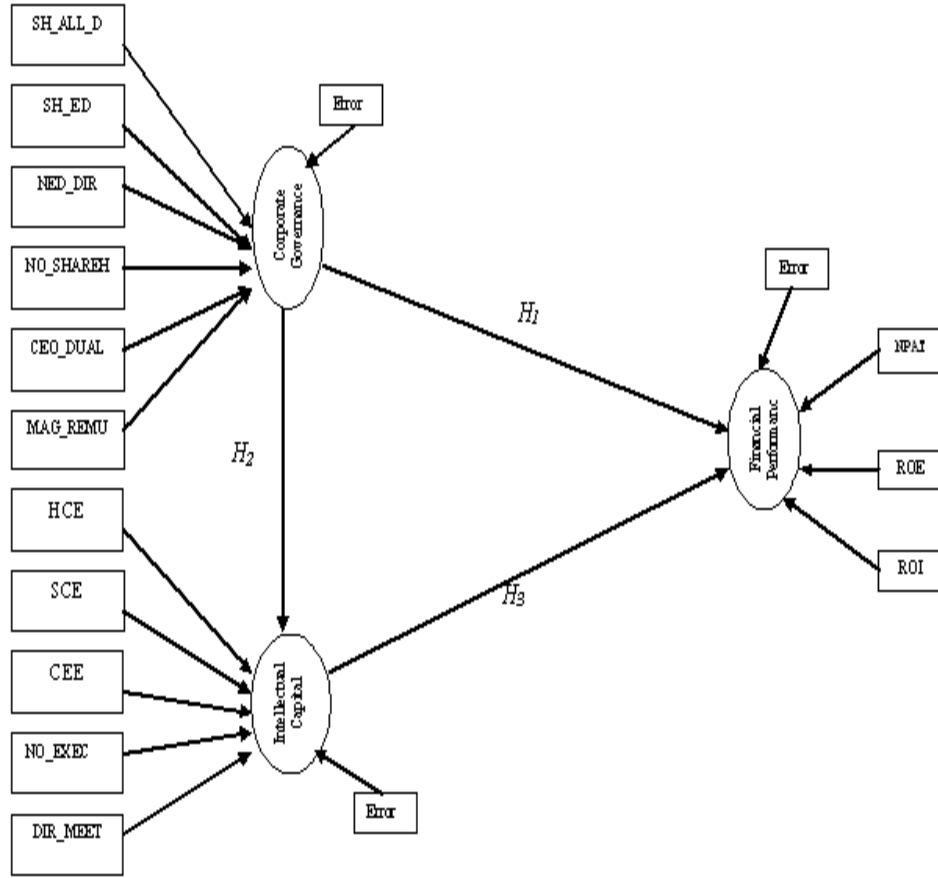 SH_ALL_D
SH_ED
NED_DIR
NO_SHAREH
CEO_DUAL
MAG_REMU
HCE
SCE
CEE
NO_EXEC
DIR_MEET
Error
Corporate
Governance
H1
H2
H3
Intellectual
Capital
Error
Error
Financial
Performanc
NPAT
ROE
ROI